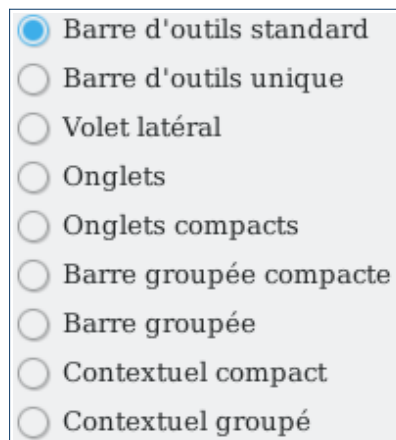 Barre d'outils standard
Barre d'outils unique
Volet latéral
Onglets
Onglets compacts
Barre groupée compacte
Barre groupée
Contextuel compact
Contextuel groupé